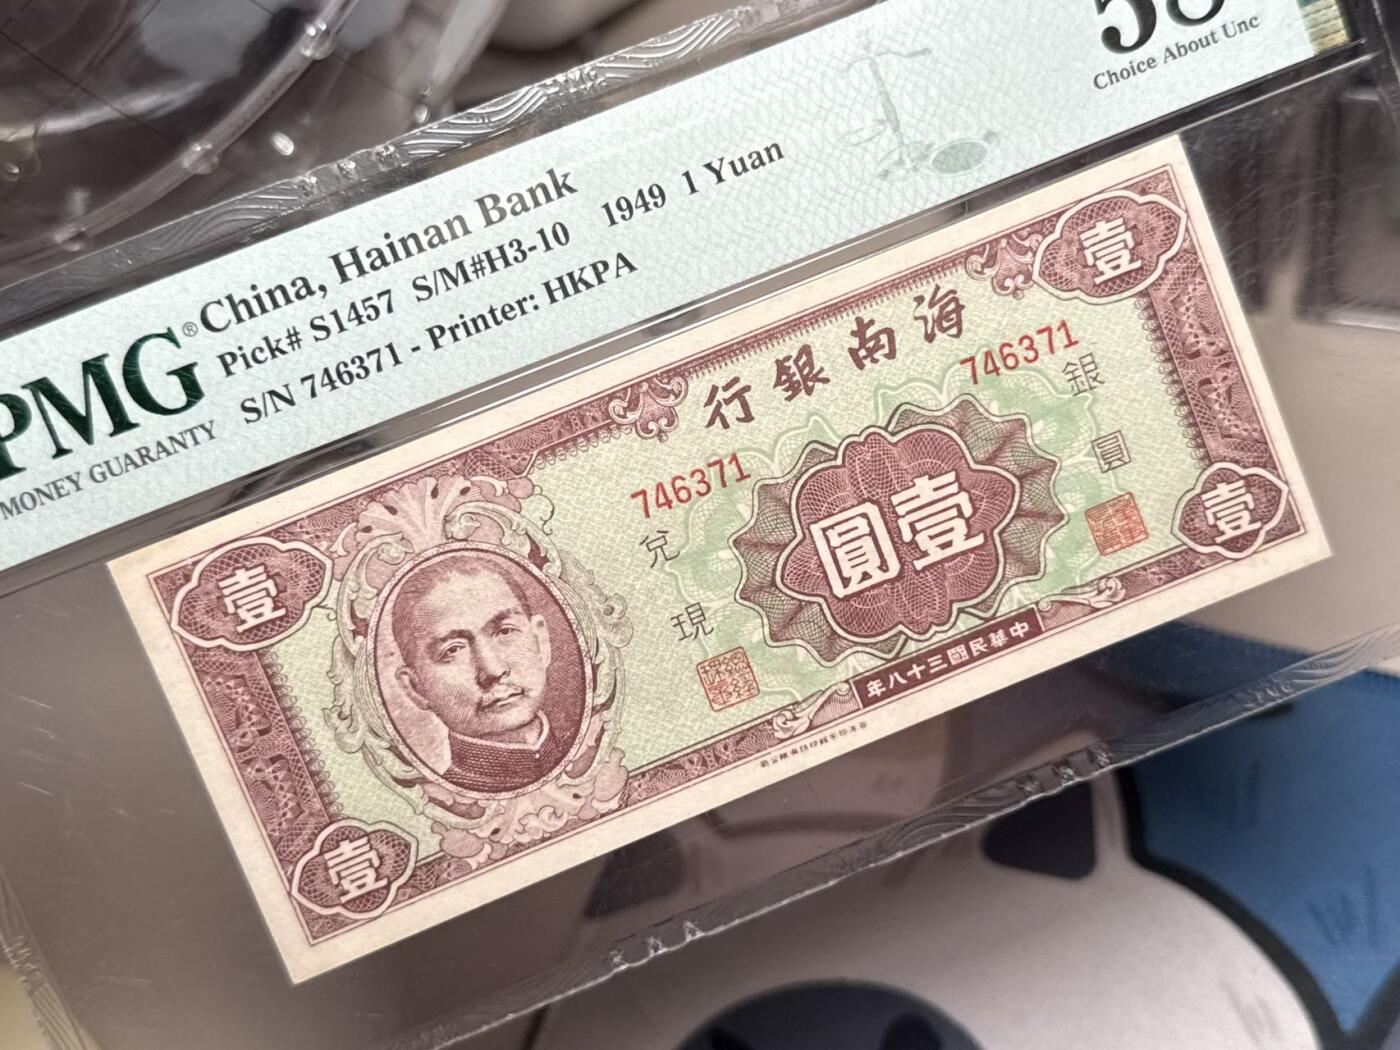 58
Choice About Unc
PMG®
MONEY GUARANTY
China, Hainan Bank
Pick# S1457 S/M#H3-10 1949 1 Yuan
S/N 746371 - Printer: HKPA
行銀南海
壹
壹
746371
746371
兌現
銀圓
圓壹
壹
壹
年八十三國民華中